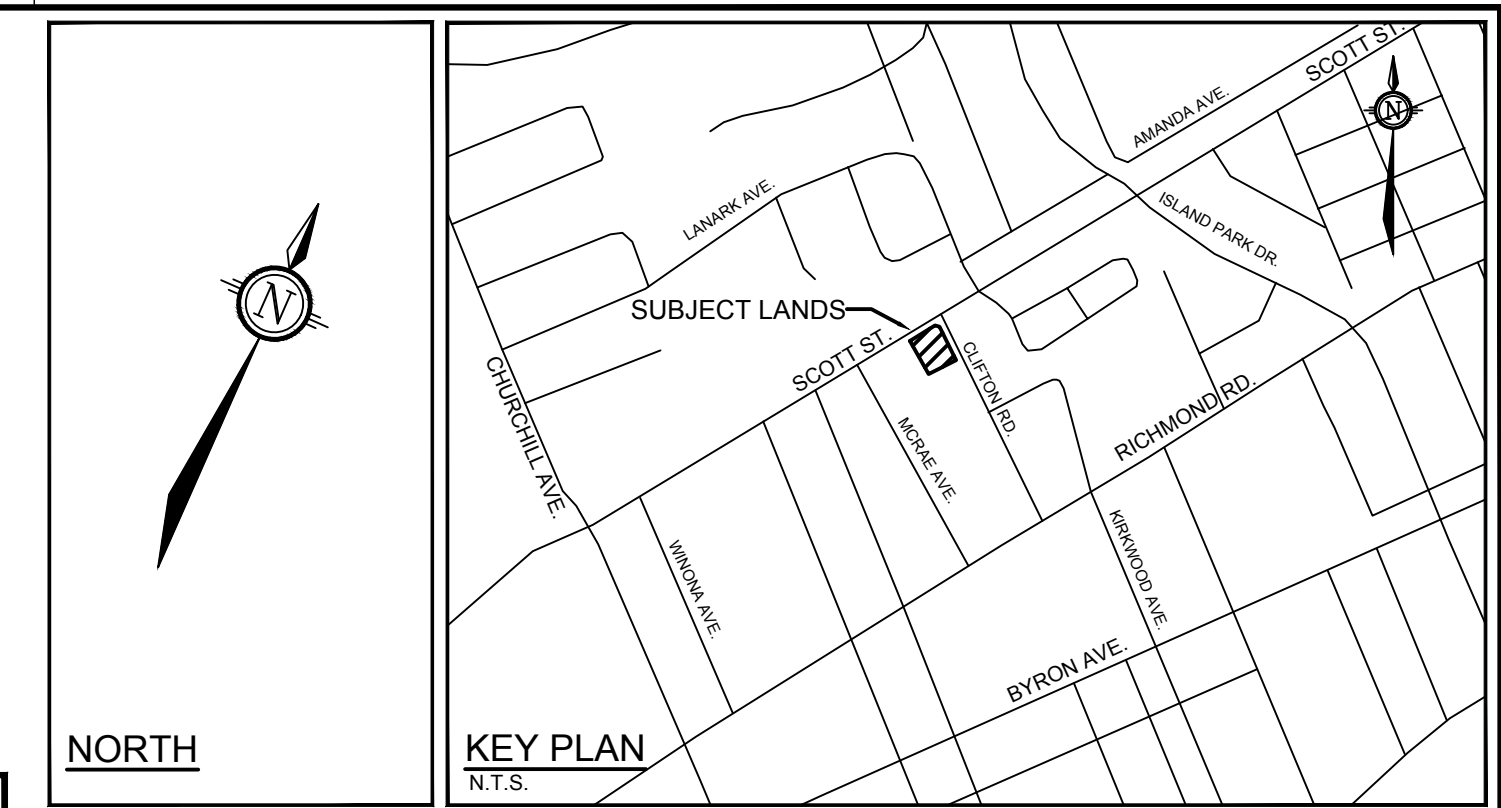 N
NORTH
SCOTT ST.
AMANDA AVE.
N
LANARK AVE.
ISLAND PARK DR.
SUBJECT LANDS
SCOTT ST.
CLIFTON RD.
CHURCHILL AVE.
RICHMOND RD.
MCRAE AVE.
WINONA AVE.
KIRKWOOD AVE.
BYRON AVE.
KEY PLAN
N.T.S.